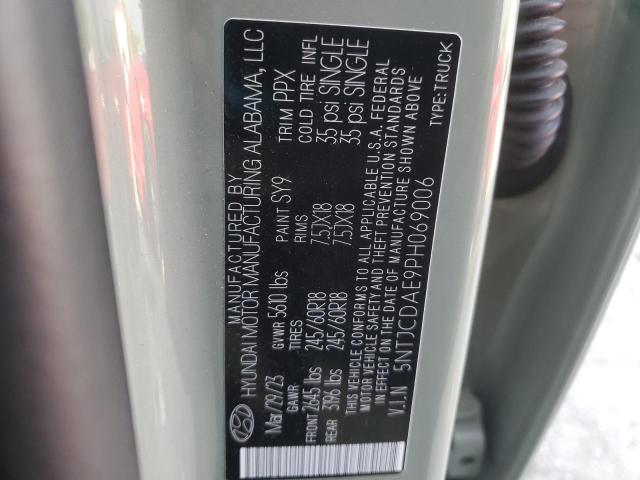 MANUFACTURED BY
HYUNDAI MOTOR MANUFACTURING ALABAMA, LLC
Mar/29/23 GVWR 5610 lbs PAINT SY9 TRIM PPX
GAWR TIRES RIMS COLD TIRE INFL
FRONT 2645 lbs 245/60R18 7.5JX18 35 psi SINGLE
REAR 3196 lbs 245/60R18 7.5JX18 35 psi SINGLE
THIS VEHICLE CONFORMS TO ALL APPLICABLE U.S.A. FEDERAL
MOTOR VEHICLE SAFETY AND THEFT PREVENTION STANDARDS
IN EFFECT ON THE DATE OF MANUFACTURE SHOWN ABOVE
V.I.N 5NTJCDAE9PH069006 TYPE:TRUCK